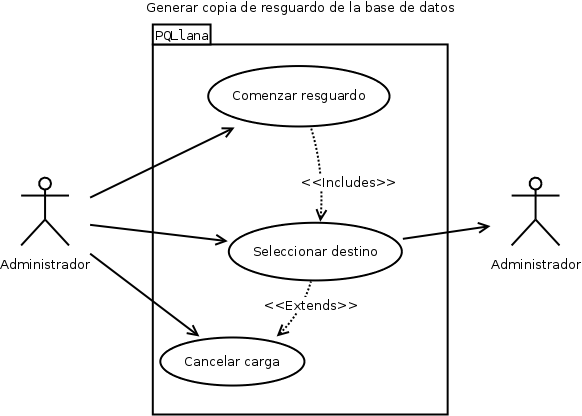 Generar copia de resguardo de la base de datos
PQLlana
Comenzar resguardo
<<Includes>>
Seleccionar destino
Administrador
Administrador
<<Extends>>
Cancelar carga